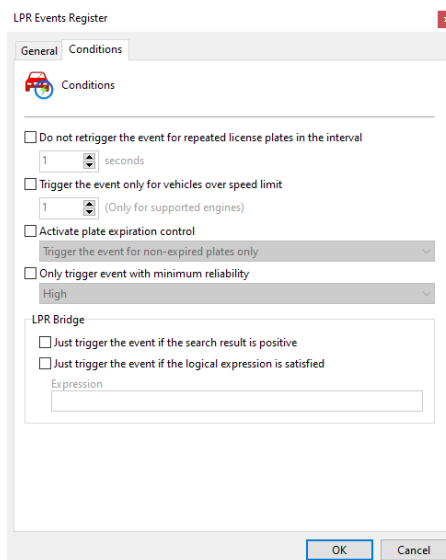 LPR Events Register
General Conditions
Conditions
Do not retrigger the event for repeated license plates in the interval
1 seconds
Trigger the event only for vehicles over speed limit
1 (Only for supported engines)
Activate plate expiration control
Trigger the event for non-expired plates only
Only trigger event with minimum reliability
High
LPR Bridge
Just trigger the event if the search result is positive
Just trigger the event if the logical expression is satisfied
Expression
OK Cancel